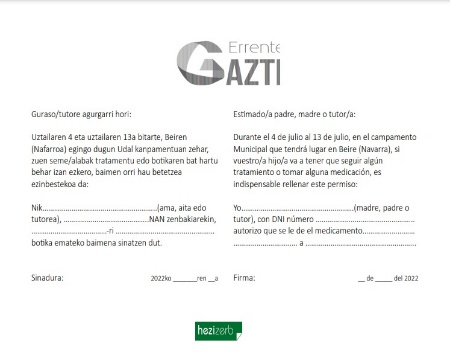 Errente
GAZTI
Guraso/tutore agurgarri hori:
Uztailaren 4 eta uztailaren 13a bitarte, Beiren
(Nafarroa) egingo dugun Udal kanpamentuan zehar,
zuen seme/alabak tratamentu edo botikaren bat hartu
behar izan ezkero, baimen orri hau betetzea
ezinbestekoa da:
Nik..................................................(ama, aita edo
tutorea), .....................................NAN zenbakiarekin,
................................-ri ...........................................
botika emateko baimena sinatzen dut.
Sinadura: 2022ko _______ren __a
Estimado/a padre, madre o tutor/a:
Durante el 4 de julio al 13 de julio, en el campamento
Municipal que tendrá lugar en Beire (Navarra), si
vuestro/a hijo/a va a tener que seguir algún
tratamiento o tomar alguna medicación, es
indispensable rellenar este permiso:
Yo.................................................(madre, padre o
tutor), con DNI número ...........................................
autorizo que se le de el medicamento.......................
............................ a ................................................
Firma: __ de _____ del 2022
hezizerb